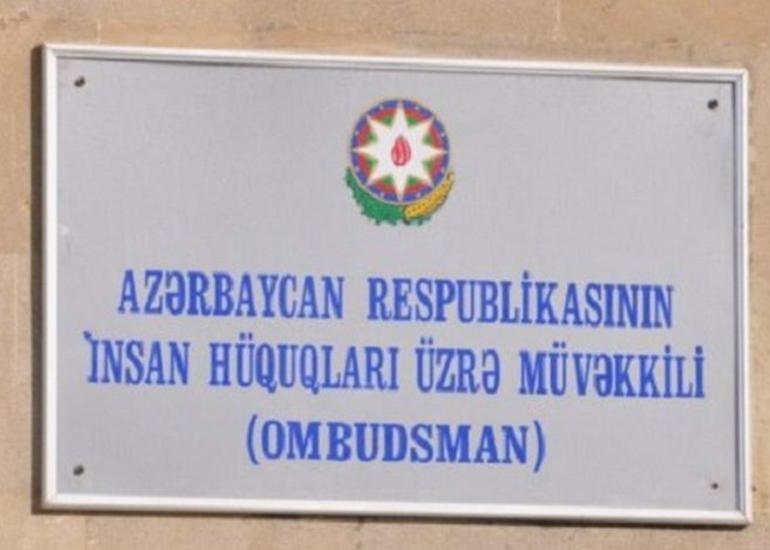 AZƏRBAYCAN RESPUBLİKASININ
İNSAN HÜQUQLARI ÜZRƏ MÜVƏKKİLİ
(OMBUDSMAN)